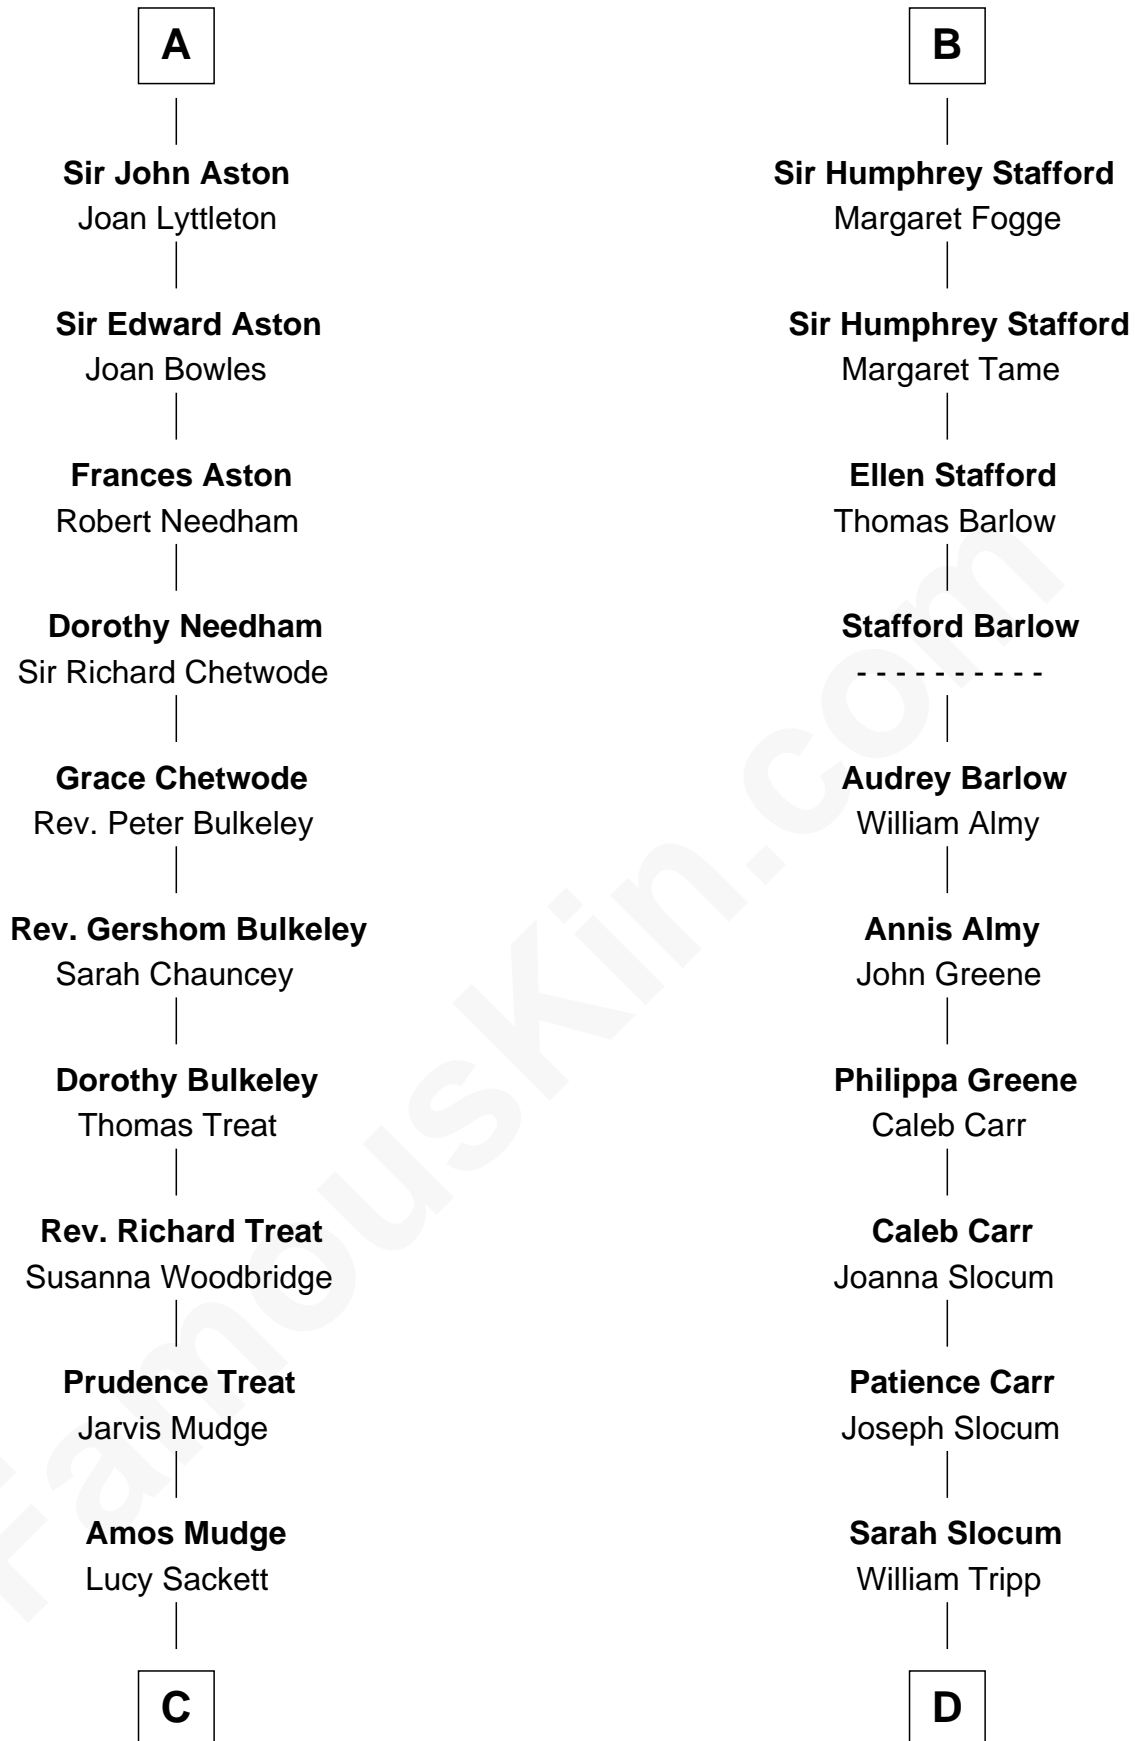 A
Sir John Aston
Joan Lyttleton
Sir Edward Aston
Joan Bowles
Frances Aston
Robert Needham
Dorothy Needham
Sir Richard Chetwode
Grace Chetwode
Rev. Peter Bulkeley
Rev. Gershom Bulkeley
Sarah Chauncey
Dorothy Bulkeley
Thomas Treat
Rev. Richard Treat
Susanna Woodbridge
Prudence Treat
Jarvis Mudge
Amos Mudge
Lucy Sackett
C
B
Sir Humphrey Stafford
Margaret Fogge
Sir Humphrey Stafford
Margaret Tame
Ellen Stafford
Thomas Barlow
Stafford Barlow
- - - - - - - - - -
Audrey Barlow
William Almy
Annis Almy
John Greene
Philippa Greene
Caleb Carr
Caleb Carr
Joanna Slocum
Patience Carr
Joseph Slocum
Sarah Slocum
William Tripp
D
FamousKin.com